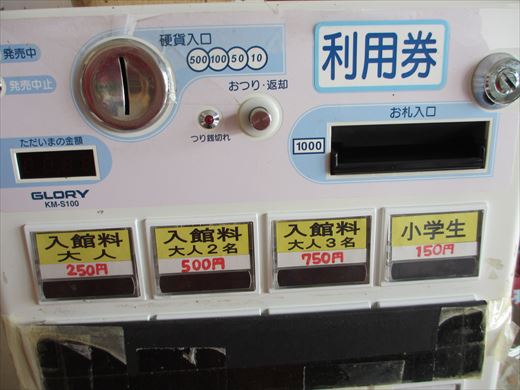 発売中
発売中止
硬貨入口
500 100 50 10
おつり・返却
つり銭切れ
利用券
お札入口
1000
ただいまの金額
GLORY
KM-S100
入館料
大人
250円
入館料
大人2名
500円
入館料
大人3名
750円
小学生
150円